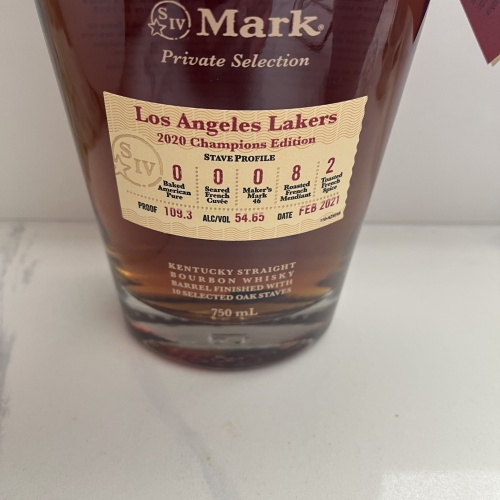 SIV Mark
Private Selection
Los Angeles Lakers
2020 Champions Edition
STAVE PROFILE
0 0 0 8 2
Baked American Pure
Seared French Cuvée
Maker's Mark 46
Roasted French Mendiant
Toasted French Spice
SIV
PROOF 109.3 ALC/VOL 54.65 DATE FEB 2021
KENTUCKY STRAIGHT
BOURBON WHISKY
BARREL FINISHED WITH
10 SELECTED OAK STAVES
750 mL